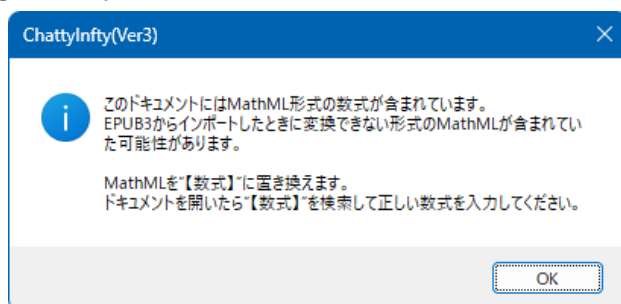 ChattyInfty(Ver3)
このドキュメントにはMathML形式の数式が含まれています。
EPUB3からインポートしたときに変換できない形式のMathMLが含まれてい
た可能性があります。
MathMLを"【数式】"に置き換えます。
ドキュメントを開いたら"【数式】"を検索して正しい数式を入力してください。
OK